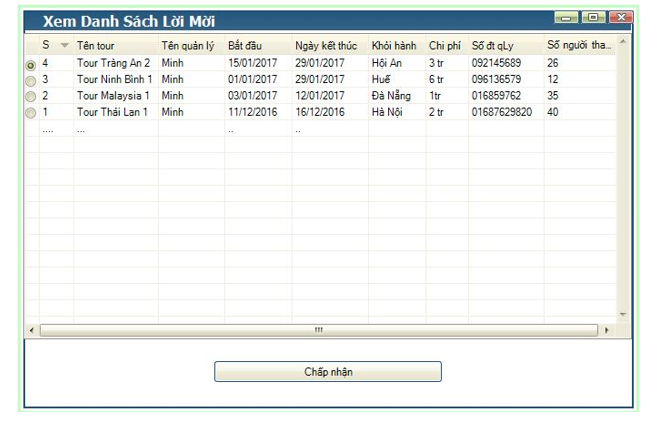 Xem Danh Sách Lời Mời
S Tên tour Tên quản lý Bắt đầu Ngày kết thúc Khỏi hành Chi phí Số đt qLy Số người tha...
4 Tour Tràng An 2 Minh 15/01/2017 29/01/2017 Hội An 3 tr 092145689 26
3 Tour Ninh Bình 1 Minh 01/01/2017 29/01/2017 Huế 6 tr 096136579 12
2 Tour Malaysia 1 Minh 03/01/2017 12/01/2017 Đà Nẵng 1tr 016859762 35
1 Tour Thái Lan 1 Minh 11/12/2016 16/12/2016 Hà Nội 2 tr 01687629820 40
.... ... .. ..
Chấp nhận